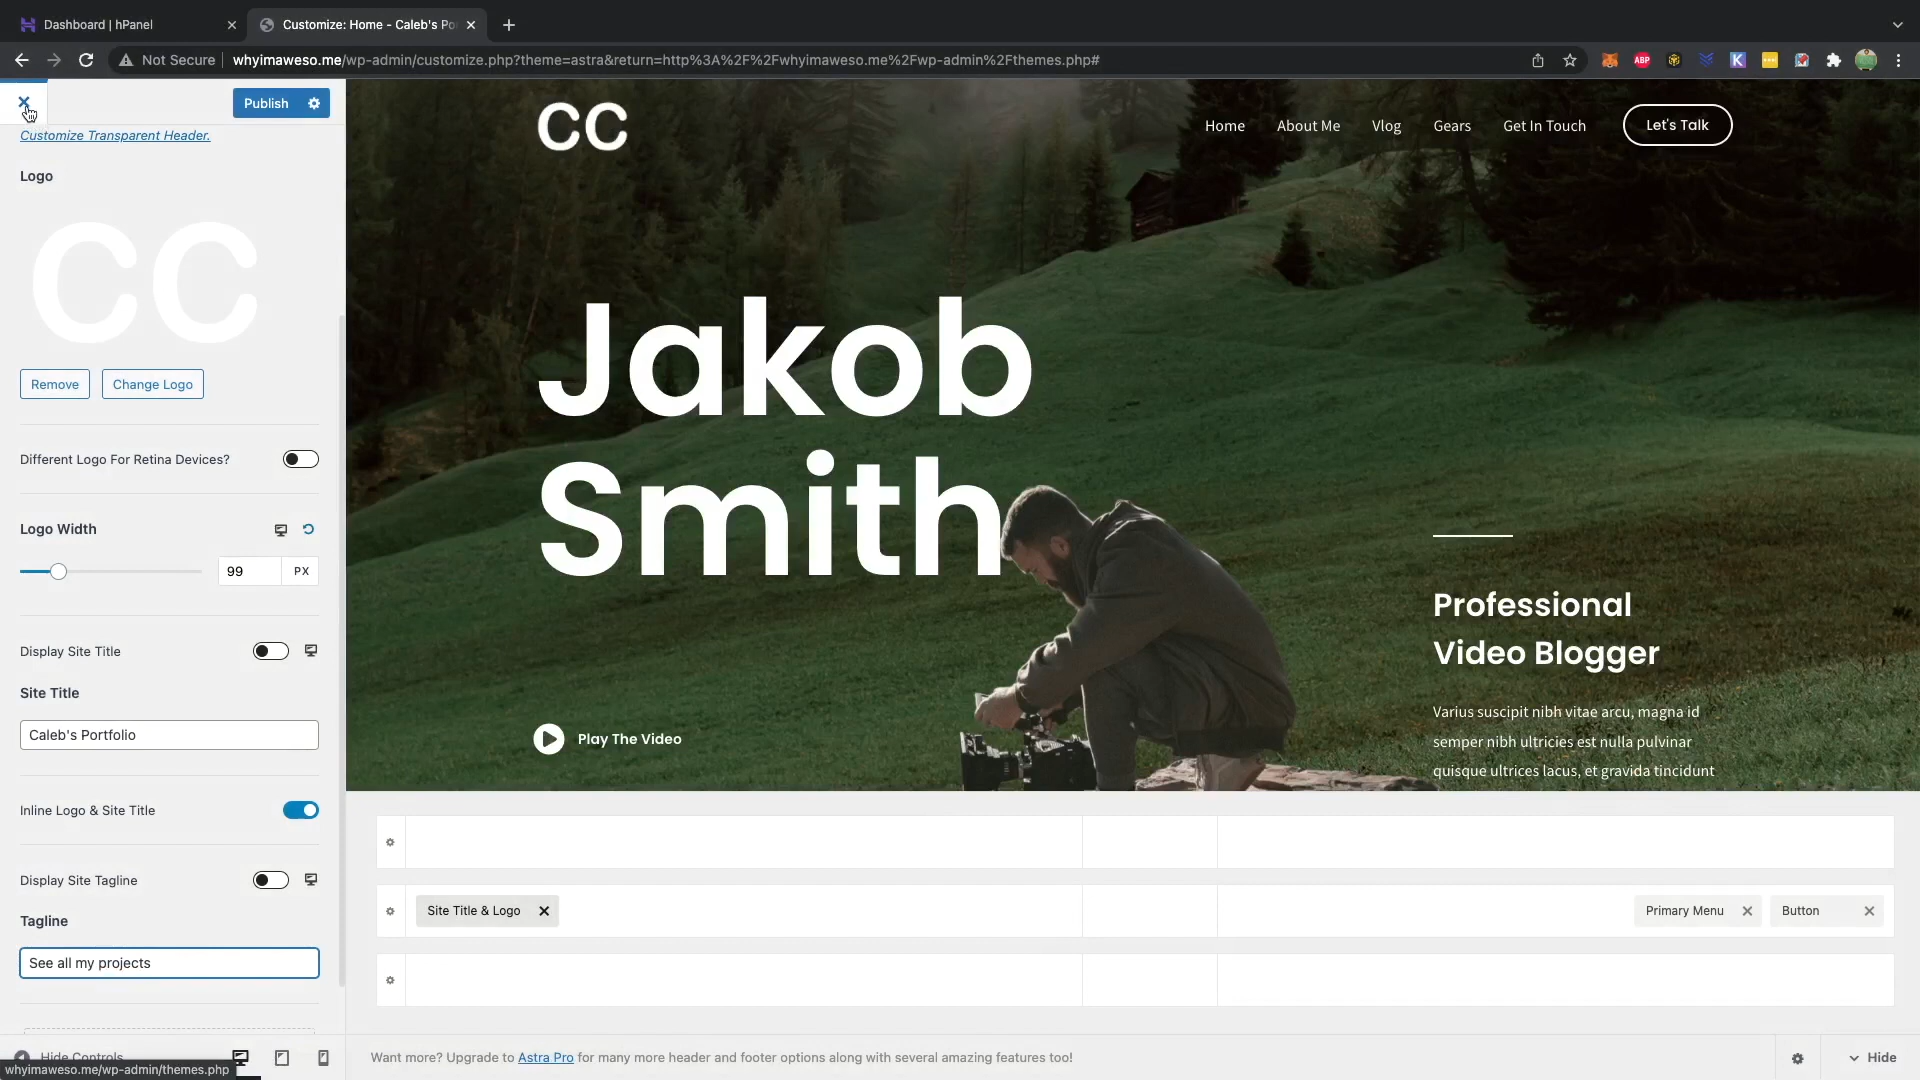 Dashboard | hPanel
Customize: Home - Caleb's Po
Not Secure
whyimaweso.me/wp-admin/customize.php?theme=astra&return=http%3A%2F%2Fwhyimaweso.me%2Fwp-admin%2Fthemes.php#
ABP
K
Publish
Customize Transparent Header.
Logo
CC
Remove
Change Logo
Different Logo For Retina Devices?
Logo Width
99
PX
Display Site Title
Site Title
Caleb's Portfolio
Inline Logo & Site Title
Display Site Tagline
Tagline
See all my projects
Hide Controls
whyimaweso.me/wp-admin/themes.php
CC
Home
About Me
Vlog
Gears
Get In Touch
Let's Talk
Jakob
Smith
Play The Video
Professional
Video Blogger
Varius suscipit nibh vitae arcu, magna id
semper nibh ultricies est nulla pulvinar
quisque ultrices lacus, et gravida tincidunt
Site Title & Logo
Primary Menu
Button
Want more? Upgrade to Astra Pro for many more header and footer options along with several amazing features too!
Hide